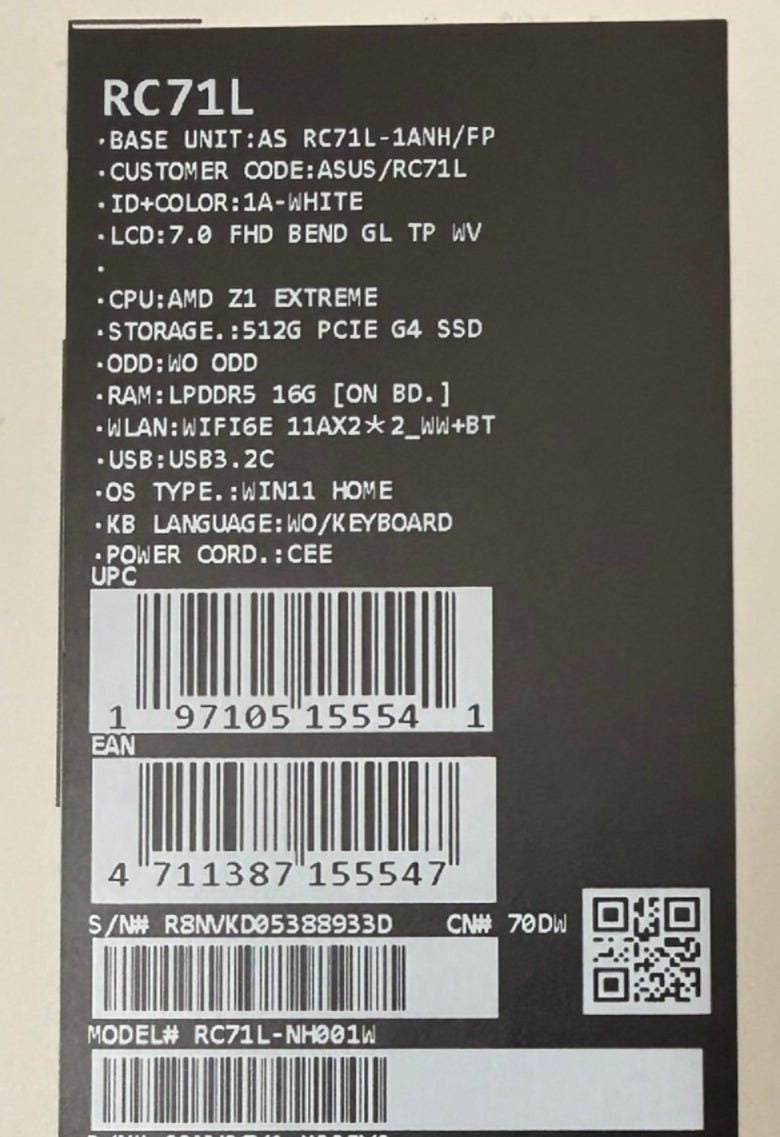 RC71L
·BASE UNIT:AS RC71L-1ANH/FP
·CUSTOMER CODE:ASUS/RC71L
·ID+COLOR:1A-WHITE
·LCD:7.0 FHD BEND GL TP WV
·
·CPU:AMD Z1 EXTREME
·STORAGE.:512G PCIE G4 SSD
·ODD:WO ODD
·RAM:LPDDR5 16G [ON BD.]
·WLAN:WIFI6E 11AX2*2_WW+BT
·USB:USB3.2C
·OS TYPE.:WIN11 HOME
·KB LANGUAGE:WO/KEYBOARD
·POWER CORD.:CEE
UPC
1 97105 15554 1
EAN
4 711387 155547
S/N# R8NVKD05388933D CN# 70DW
MODEL# RC71L-NH001W